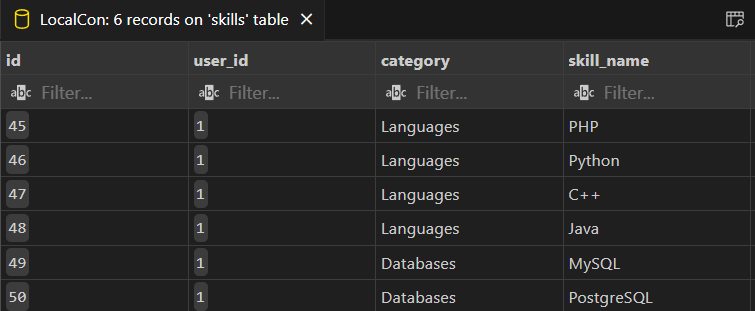 LocalCon: 6 records on 'skills' table
id user_id category skill_name
abc Filter... abc Filter... abc Filter... abc Filter...
45 1 Languages PHP
46 1 Languages Python
47 1 Languages C++
48 1 Languages Java
49 1 Databases MySQL
50 1 Databases PostgreSQL